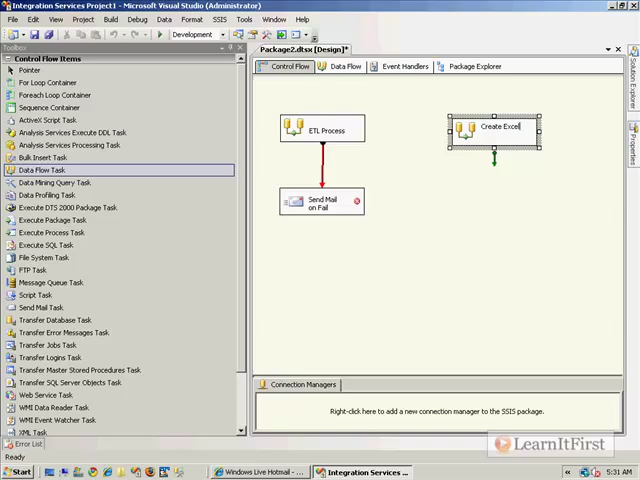 Integration Services Project1 - Microsoft Visual Studio (Administrator)
File Edit View Project Build Debug Data Format SSIS Tools Window Community Help
Development
Toolbox
Control Flow Items
Pointer
For Loop Container
Foreach Loop Container
Sequence Container
ActiveX Script Task
Analysis Services Execute DDL Task
Analysis Services Processing Task
Bulk Insert Task
Data Flow Task
Data Mining Query Task
Data Profiling Task
Execute DTS 2000 Package Task
Execute Package Task
Execute Process Task
Execute SQL Task
File System Task
FTP Task
Message Queue Task
Script Task
Send Mail Task
Transfer Database Task
Transfer Error Messages Task
Transfer Jobs Task
Transfer Logins Task
Transfer Master Stored Procedures Task
Transfer SQL Server Objects Task
Web Service Task
WMI Data Reader Task
WMI Event Watcher Task
XML Task
Error List
Package2.dtsx [Design]*
Control Flow Data Flow Event Handlers Package Explorer
ETL Process
Create Excel
Send Mail
on Fail
Connection Managers
Right-click here to add a new connection manager to the SSIS package.
Solution Explorer
Properties
LearnItFirst
Ready
Start
Windows Live Hotmail - ...
Integration Services ...
5:31 AM